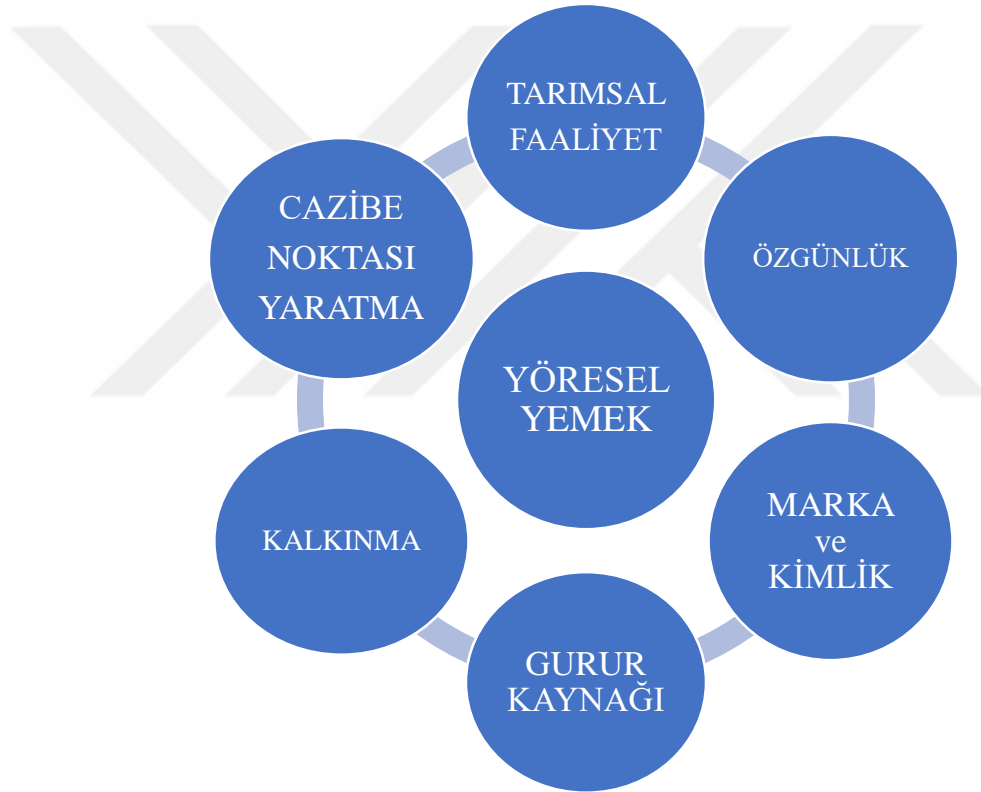 TARIMSAL
FAALİYET
CAZİBE
NOKTASI
YARATMA
ÖZGÜNLÜK
YÖRESEL
YEMEK
KALKINMA
MARKA
ve
KİMLİK
GURUR
KAYNAĞI